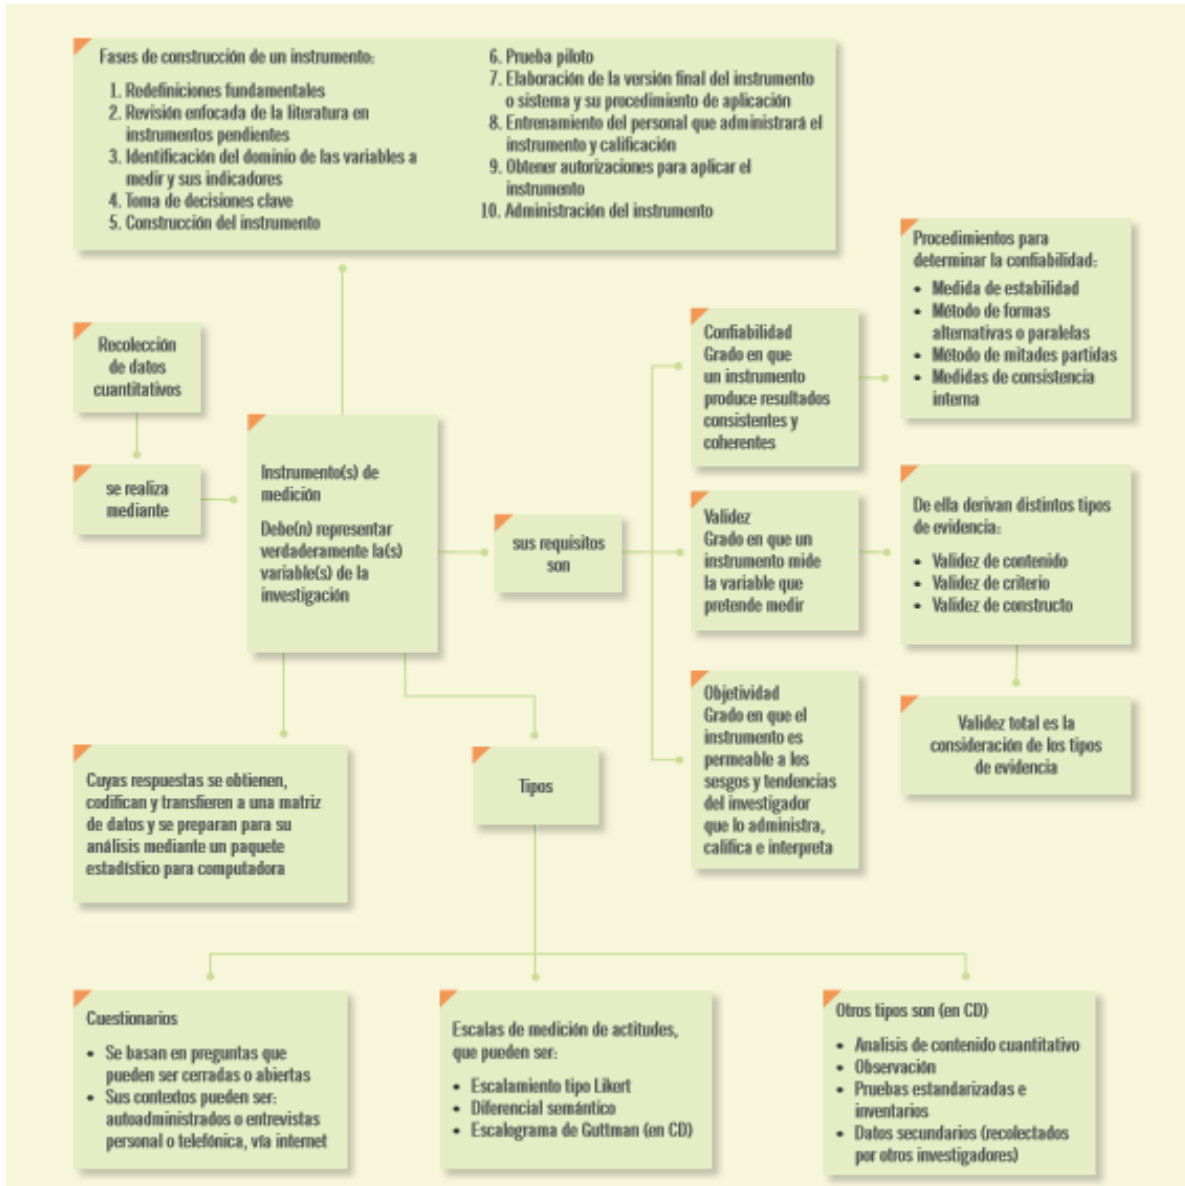 Fases de construcción de un instrumento:
1. Redefiniciones fundamentales
2. Revisión enfocada de la literatura en
instrumentos pendientes
3. Identificación del dominio de las variables a
medir y sus indicadores
4. Toma de decisiones clave
5. Construcción del instrumento
6. Prueba piloto
7. Elaboración de la versión final del instrumento
o sistema y su procedimiento de aplicación
8. Entrenamiento del personal que administrará el
instrumento y calificación
9. Obtener autorizaciones para aplicar el
instrumento
10. Administración del instrumento
Recolección
de datos
cuantitativos
se realiza
mediante
Instrumento(s) de
medición
Debe(n) representar
verdaderamente la(s)
variable(s) de la
investigación
sus requisitos
son
Confiabilidad
Grado en que
un instrumento
produce resultados
consistentes y
coherentes
Procedimientos para
determinar la confiabilidad:
• Medida de estabilidad
• Método de formas
alternativas o paralelas
• Método de mitades partidas
• Medidas de consistencia
interna
Validez
Grado en que un
instrumento mide
la variable que
pretende medir
De ella derivan distintos tipos
de evidencia:
• Validez de contenido
• Validez de criterio
• Validez de constructo
Validez total es la
consideración de los tipos
de evidencia
Objetividad
Grado en que el
instrumento es
permeable a los
sesgos y tendencias
del investigador
que lo administra,
califica e interpreta
Cuyas respuestas se obtienen,
codifican y transfieren a una matriz
de datos y se preparan para su
análisis mediante un paquete
estadístico para computadora
Tipos
Cuestionarios
• Se basan en preguntas que
pueden ser cerradas o abiertas
• Sus contextos pueden ser:
autoadministrados o entrevistas
personal o telefónica, vía internet
Escalas de medición de actitudes,
que pueden ser:
• Escalamiento tipo Likert
• Diferencial semántico
• Escalograma de Guttman (en CD)
Otros tipos son (en CD)
• Analisis de contenido cuantitativo
• Observación
• Pruebas estandarizadas e
inventarios
• Datos secundarios (recolectados
por otros investigadores)